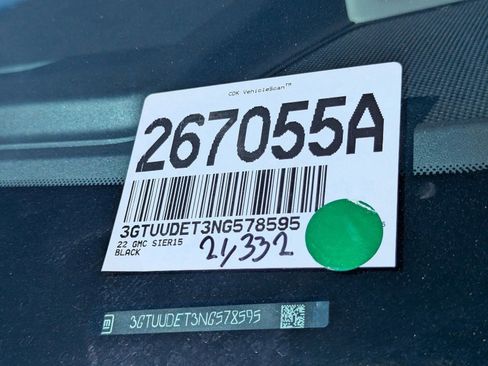 CDK VehicleScan™
267055A
3GTUUDET3NG578595
22 GMC SIER15
BLACK
21,332
3GTUUDET3NG578595